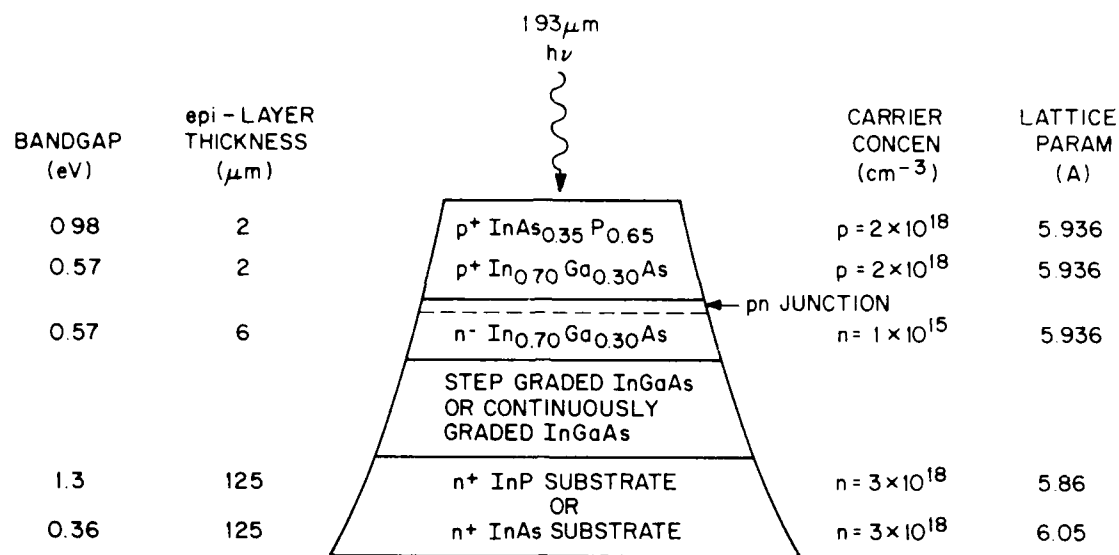 1.93μm
hν
BANDGAP
(eV)
epi-LAYER
THICKNESS
(μm)
CARRIER
CONCEN
(cm⁻³)
LATTICE
PARAM
(A)
0.98 2 p⁺ InAs₀.₃₅ P₀.₆₅ p = 2 × 10¹⁸ 5.936
0.57 2 p⁺ In₀.₇₀ Ga₀.₃₀As p = 2 × 10¹⁸ 5.936
pn JUNCTION
0.57 6 n⁻ In₀.₇₀Ga₀.₃₀As n = 1 × 10¹⁵ 5.936
STEP GRADED InGaAs
OR CONTINUOUSLY
GRADED InGaAs
1.3 125 n⁺ InP SUBSTRATE n = 3 × 10¹⁸ 5.86
OR
0.36 125 n⁺ InAs SUBSTRATE n = 3 × 10¹⁸ 6.05